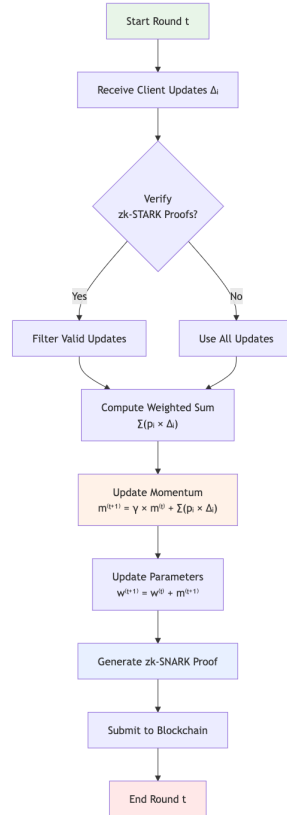 Start Round t
Receive Client Updates Δᵢ
Verify
zk-STARK Proofs?
Yes
No
Filter Valid Updates
Use All Updates
Compute Weighted Sum
∑(pᵢ × Δᵢ)
Update Momentum
m⁽ᵗ⁺¹⁾ = γ × m⁽ᵗ⁾ + ∑(pᵢ × Δᵢ)
Update Parameters
w⁽ᵗ⁺¹⁾ = w⁽ᵗ⁾ + m⁽ᵗ⁺¹⁾
Generate zk-SNARK Proof
Submit to Blockchain
End Round t